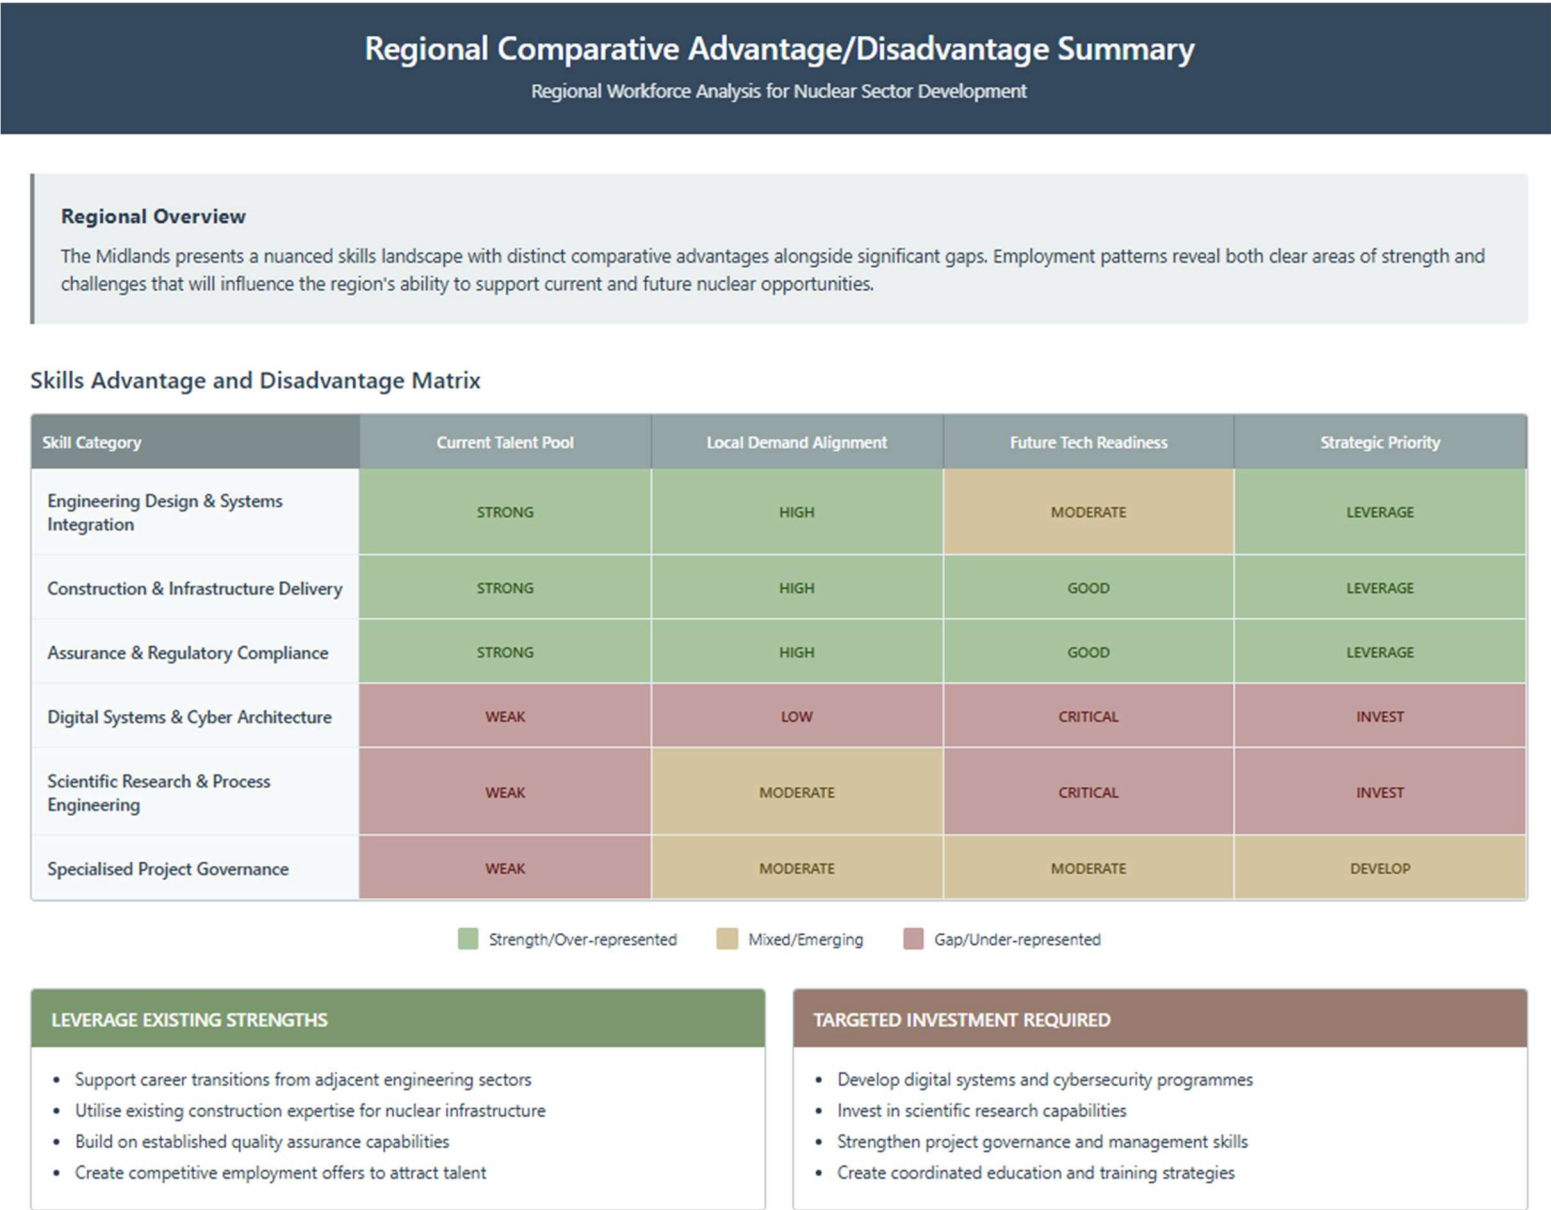 Regional Comparative Advantage/Disadvantage Summary
Regional Workforce Analysis for Nuclear Sector Development
Regional Overview
The Midlands presents a nuanced skills landscape with distinct comparative advantages alongside significant gaps. Employment patterns reveal both clear areas of strength and
challenges that will influence the region's ability to support current and future nuclear opportunities.
Skills Advantage and Disadvantage Matrix
Skill Category Current Talent Pool Local Demand Alignment Future Tech Readiness Strategic Priority
Engineering Design & Systems
Integration STRONG HIGH MODERATE LEVERAGE
Construction & Infrastructure Delivery STRONG HIGH GOOD LEVERAGE
Assurance & Regulatory Compliance STRONG HIGH GOOD LEVERAGE
Digital Systems & Cyber Architecture WEAK LOW CRITICAL INVEST
Scientific Research & Process
Engineering WEAK MODERATE CRITICAL INVEST
Specialised Project Governance WEAK MODERATE MODERATE DEVELOP
Strength/Over-represented Mixed/Emerging Gap/Under-represented
LEVERAGE EXISTING STRENGTHS
• Support career transitions from adjacent engineering sectors
• Utilise existing construction expertise for nuclear infrastructure
• Build on established quality assurance capabilities
• Create competitive employment offers to attract talent
TARGETED INVESTMENT REQUIRED
• Develop digital systems and cybersecurity programmes
• Invest in scientific research capabilities
• Strengthen project governance and management skills
• Create coordinated education and training strategies